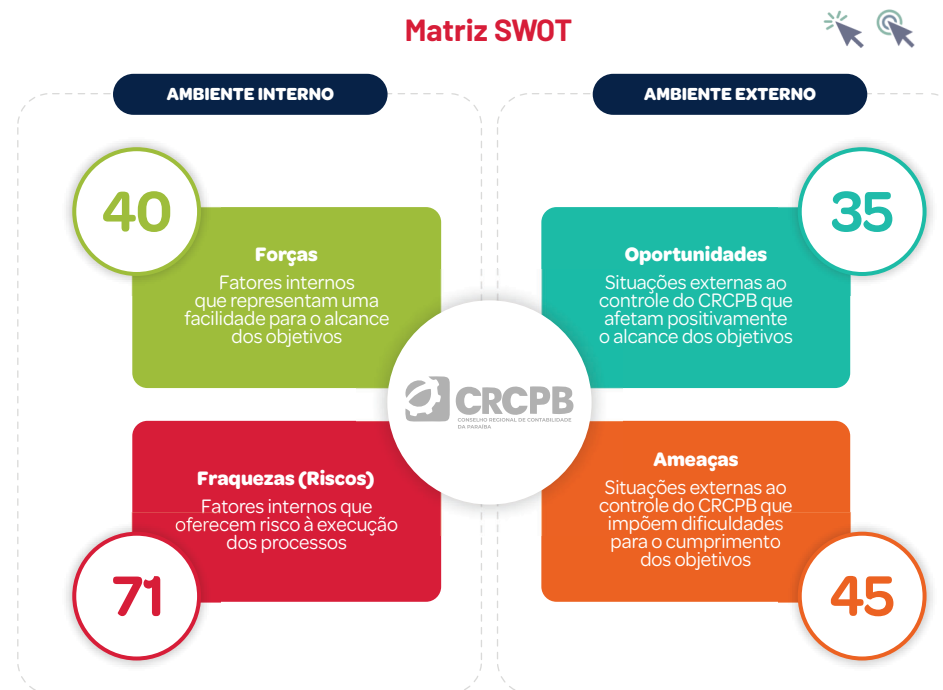 Matriz SWOT
AMBIENTE INTERNO
40
Forças
Fatores internos
que representam uma
facilidade para o alcance
dos objetivos
Fraquezas (Riscos)
Fatores internos que
oferecem risco à execução
dos processos
71
AMBIENTE EXTERNO
35
Oportunidades
Situações externas ao
controle do CRCPB que
afetam positivamente
o alcance dos objetivos
Ameaças
Situações externas ao
controle do CRCPB que
impõem dificuldades
para o cumprimento
dos objetivos
45
CRCPB
CONSELHO REGIONAL DE CONTABILIDADE
DA PARAÍBA